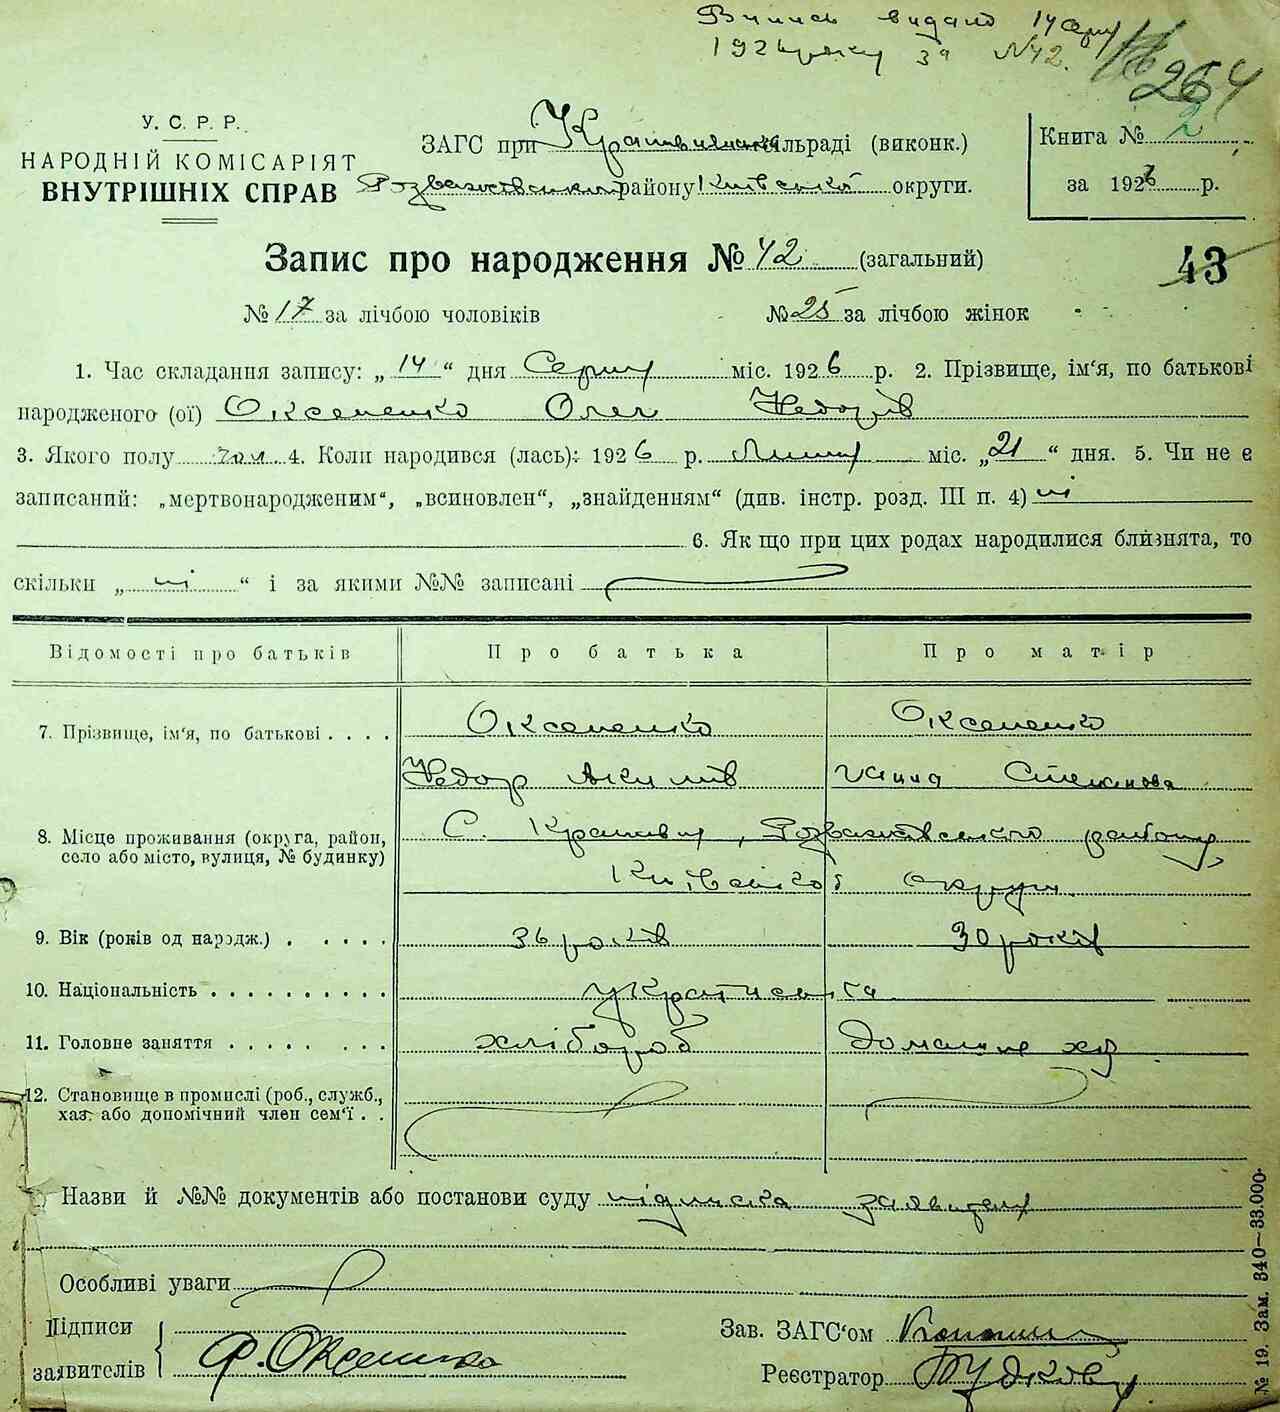 Випись видано 14 Серп
1926 року за № 42.
264
У. С. Р. Р.
НАРОДНІЙ КОМІСАРІЯТ
ВНУТРІШНІХ СПРАВ
ЗАГС при сільраді (виконк.)
Розважівського району Київської округи.
Книга № 2
за 1926 р.
Запис про народження № 42 (загальний)
43
№ 17 за лічбою чоловіків № 25 за лічбою жінок
1. Час складання запису: „ 14 “ дня Серпня міс. 1926 р. 2. Прізвище, ім‘я, по батькові
народженого (ої) Оксененко Олег Федорів
3. Якого полу чол. 4. Коли народився (лась): 1926 р. Липня міс. „21“ дня. 5. Чи не є
записаний: „мертвонародженим“, „всиновлен“, „знайденням“ (див. інстр. розд. III п. 4) ні
6. Як що при цих родах народилися близнята, то
скільки „ ні “ і за якими №№ записані
Відомості про батьків Про батька Про матір
7. Прізвище, ім‘я, по батькові Оксененко Оксененко
Федор Якимів Ганна Степанова
8. Місце проживання (округа, район,
село або місто, вулиця, № будинку)
С. Крапивня, Розважівського району,
Київської округи
9. Вік (років од народж.) 36 років 30 років
10. Національність українська
11. Головне заняття хлібороб домашне хоз
12. Становище в промислі (роб., служб.,
хаз. або допомічний член сем‘ї
Назви й №№ документів або постанови суду підписка заявителя
Особливі уваги
Підписи
заявителів
Ф. Оксененко
Зав. ЗАГС‘ом
Реєстратор
№ 19. Зам. 340—33.000.